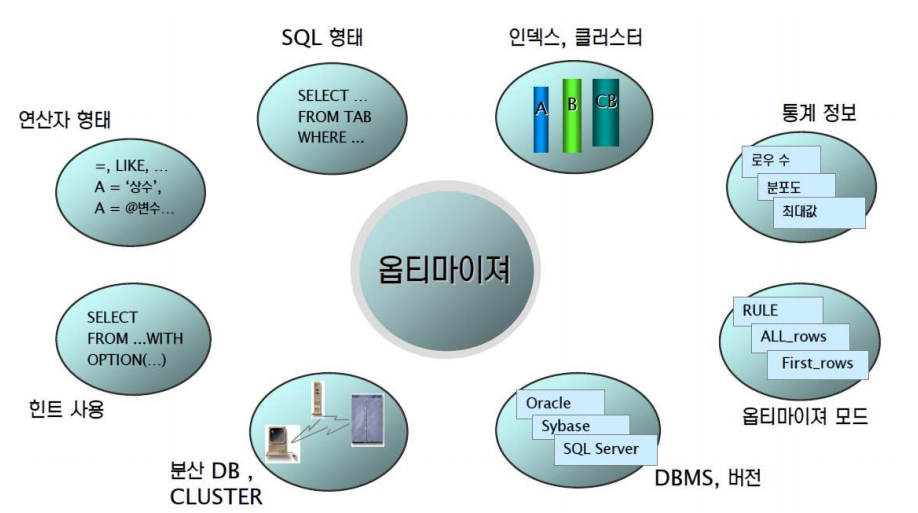 SQL 형태
SELECT ...
FROM TAB
WHERE ...
인덱스, 클러스터
A
B
CB
연산자 형태
=, LIKE, ...
A = ‘상수’,
A = @변수...
통계 정보
로우 수
분포도
최대값
옵티마이져
SELECT
FROM ...WITH
OPTION(...)
힌트 사용
RULE
ALL_rows
First_rows
옵티마이져 모드
분산 DB ,
CLUSTER
Oracle
Sybase
SQL Server
DBMS, 버전